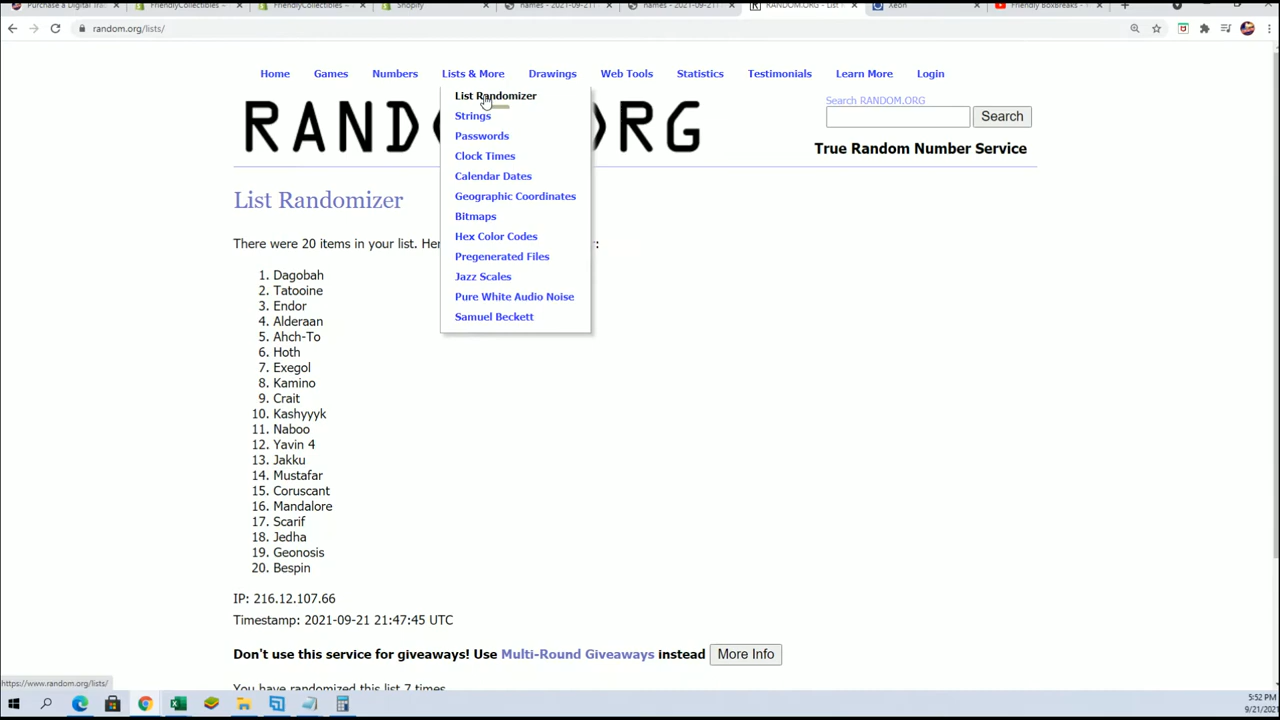 Purchase a Digital Tra
FriendlyCollectibles ~
FriendlyCollectibles ~
Shopify
names - 2021-09-21T
names - 2021-09-21T
RANDOM.ORG - List
Xeon
Friendly BoxBreaks - Y
random.org/lists/
Home Games Numbers Lists & More Drawings Web Tools Statistics Testimonials Learn More Login
List Randomizer
Strings
Passwords
Clock Times
Calendar Dates
Geographic Coordinates
Bitmaps
Hex Color Codes
Pregenerated Files
Jazz Scales
Pure White Audio Noise
Samuel Beckett
Search RANDOM.ORG
Search
True Random Number Service
List Randomizer
There were 20 items in your list. Her :
1. Dagobah
2. Tatooine
3. Endor
4. Alderaan
5. Ahch-To
6. Hoth
7. Exegol
8. Kamino
9. Crait
10. Kashyyyk
11. Naboo
12. Yavin 4
13. Jakku
14. Mustafar
15. Coruscant
16. Mandalore
17. Scarif
18. Jedha
19. Geonosis
20. Bespin
IP: 216.12.107.66
Timestamp: 2021-09-21 21:47:45 UTC
Don't use this service for giveaways! Use Multi-Round Giveaways instead More Info
You have randomized this list 7 times
https://www.random.org/lists/
5:52 PM
9/21/2021